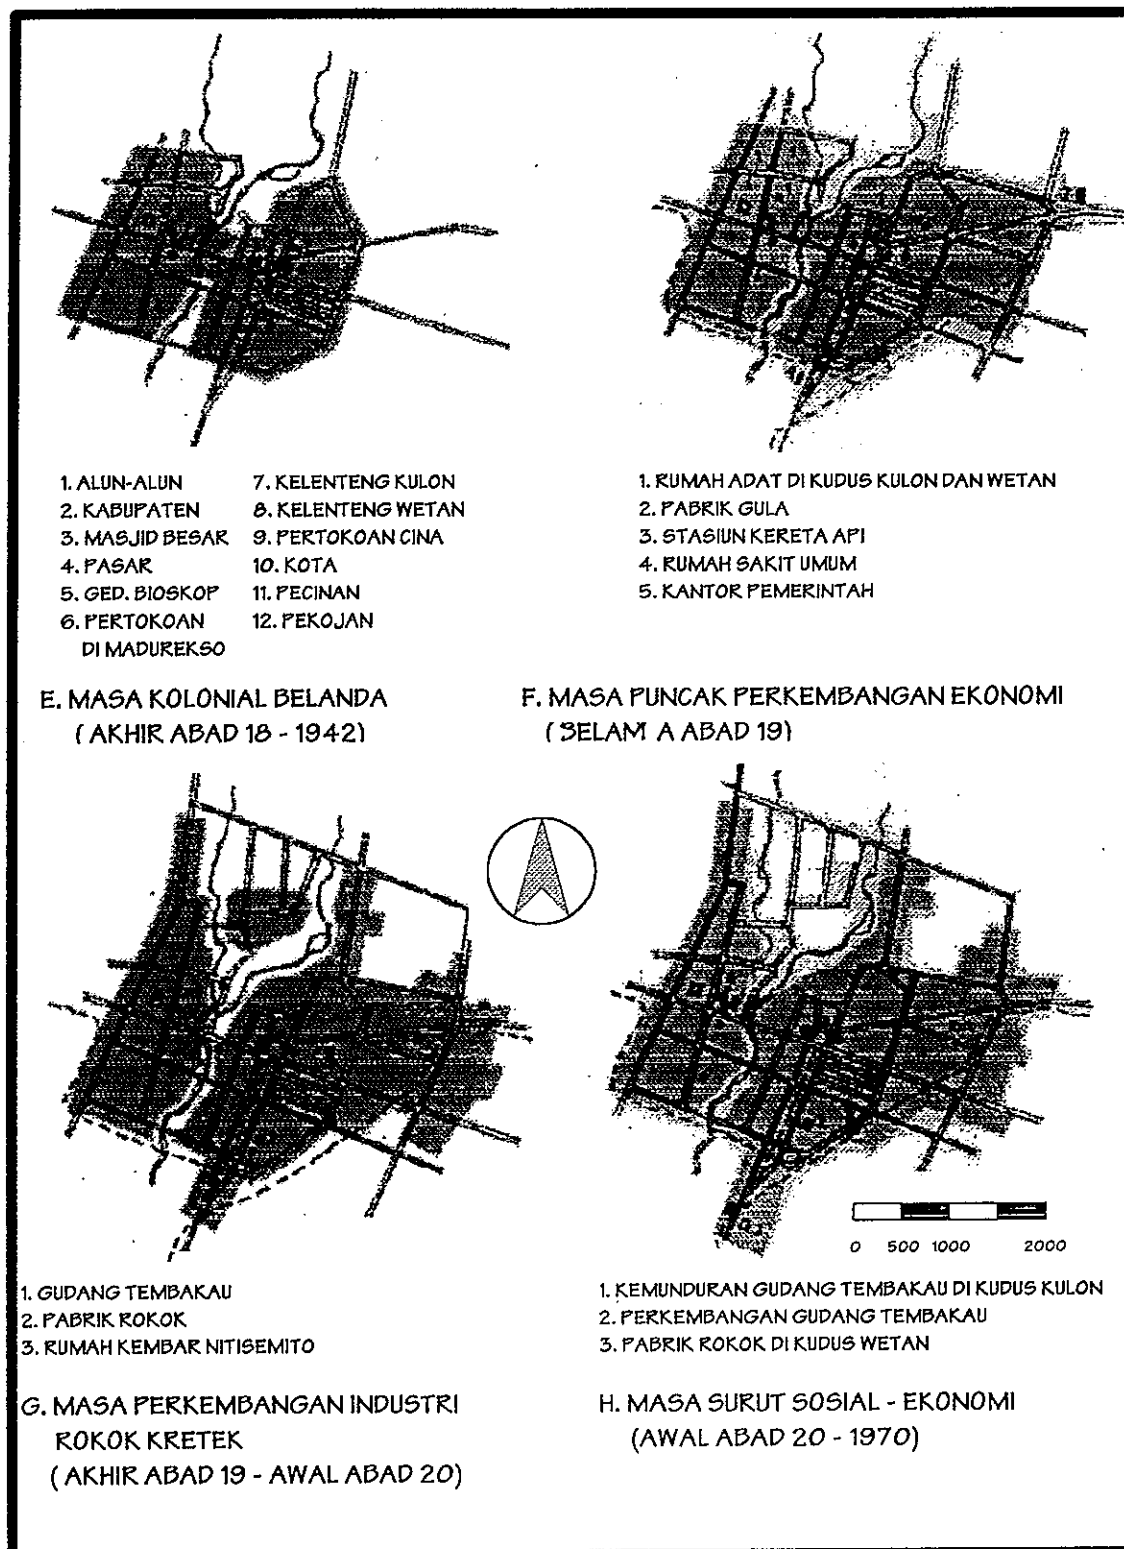 1. ALUN-ALUN
2. KABUPATEN
3. MASJID BESAR
4. PASAR
5. GED. BIOSKOP
6. PERTOKOAN
DI MADUREKSO
7. KELENTENG KULON
8. KELENTENG WETAN
9. PERTOKOAN CINA
10. KOTA
11. PECINAN
12. PEKOJAN
E. MASA KOLONIAL BELANDA
( AKHIR ABAD 18 - 1942)
1. RUMAH ADAT DI KUDUS KULON DAN WETAN
2. PABRIK GULA
3. STASIUN KERETA API
4. RUMAH SAKIT UMUM
5. KANTOR PEMERINTAH
F. MASA PUNCAK PERKEMBANGAN EKONOMI
( SELAM A ABAD 19)
1. GUDANG TEMBAKAU
2. PABRIK ROKOK
3. RUMAH KEMBAR NITISEMITO
G. MASA PERKEMBANGAN INDUSTRI
ROKOK KRETEK
( AKHIR ABAD 19 - AWAL ABAD 20)
0 500 1000 2000
1. KEMUNDURAN GUDANG TEMBAKAU DI KUDUS KULON
2. PERKEMBANGAN GUDANG TEMBAKAU
3. PABRIK ROKOK DI KUDUS WETAN
H. MASA SURUT SOSIAL - EKONOMI
(AWAL ABAD 20 - 1970)